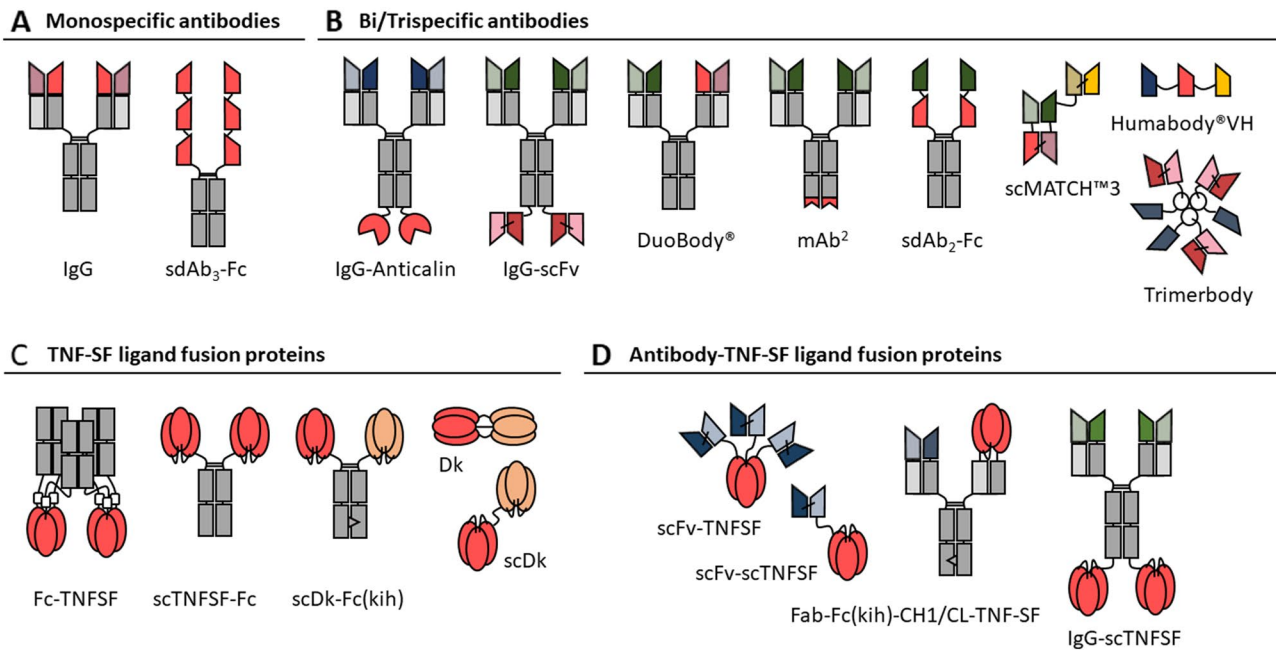 A Monospecific antibodies
B Bi/Trispecific antibodies
IgG
sdAb₃-Fc
IgG-Anticalin
IgG-scFv
DuoBody®
mAb²
sdAb₂-Fc
scMATCH™3
Humabody®VH
Trimerbody
C TNF-SF ligand fusion proteins
Fc-TNFSF
scTNFSF-Fc
scDk-Fc(kih)
Dk
scDk
D Antibody-TNF-SF ligand fusion proteins
scFv-TNFSF
scFv-scTNFSF
Fab-Fc(kih)-CH1/CL-TNF-SF
IgG-scTNFSF